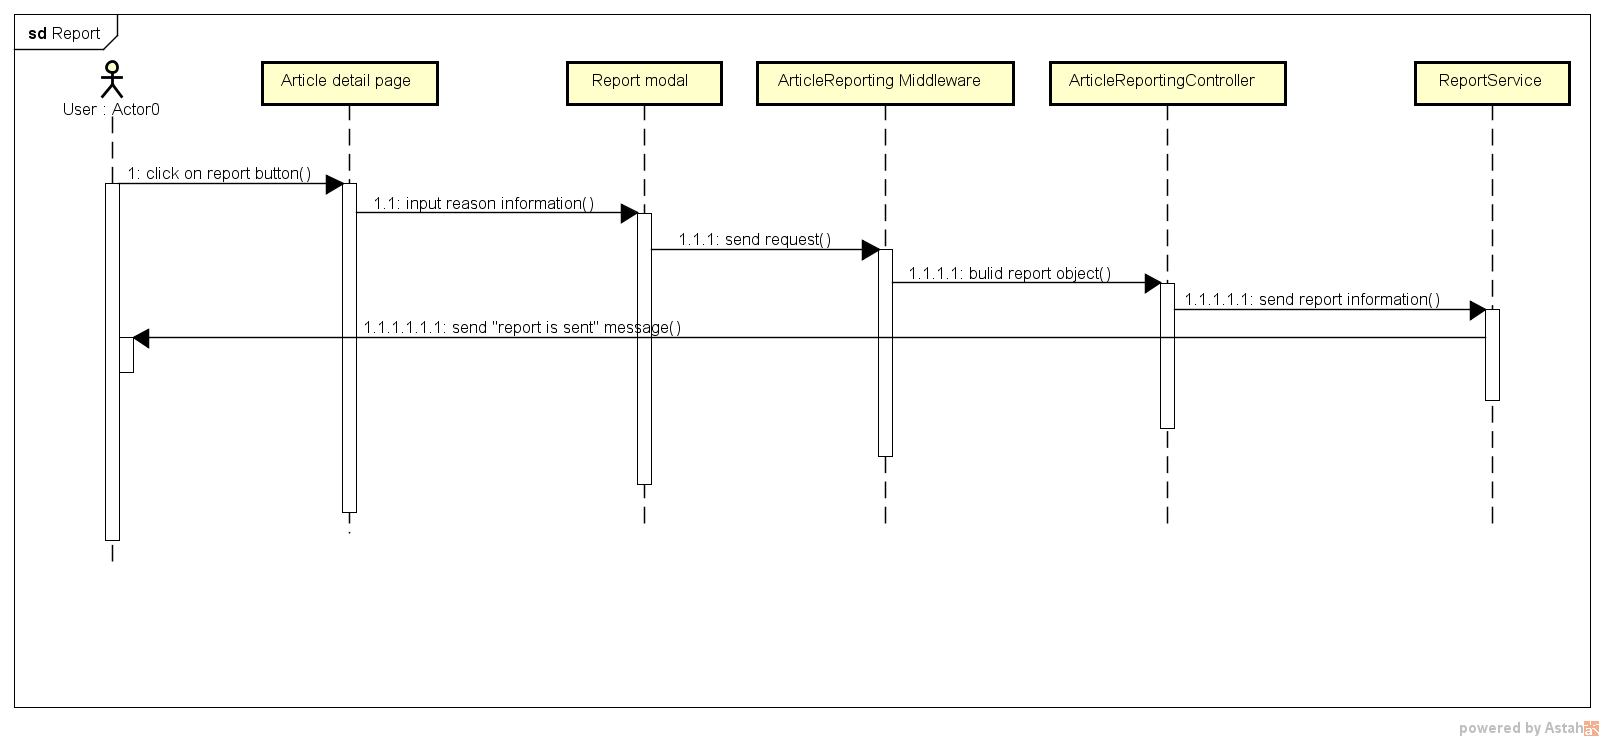 sd Report
User : Actor0
Article detail page
Report modal
ArticleReporting Middleware
ArticleReportingController
ReportService
1: click on report button()
1.1: input reason information()
1.1.1: send request()
1.1.1.1: bulid report object()
1.1.1.1.1: send report information()
1.1.1.1.1.1: send "report is sent" message()
powered by Astah